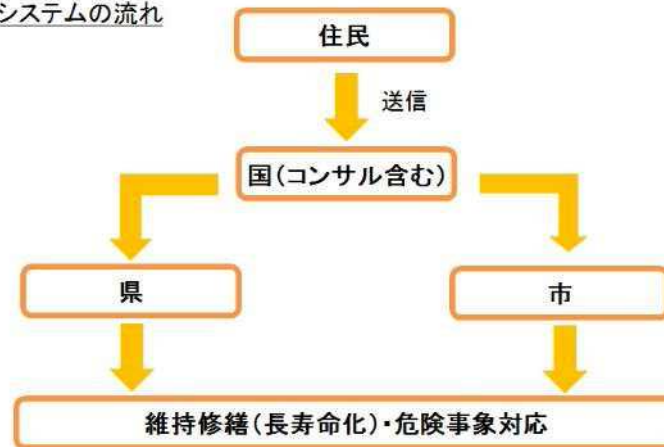 システムの流れ
住民
送信
国(コンサル含む)
県
市
維持修繕(長寿命化)・危険事象対応